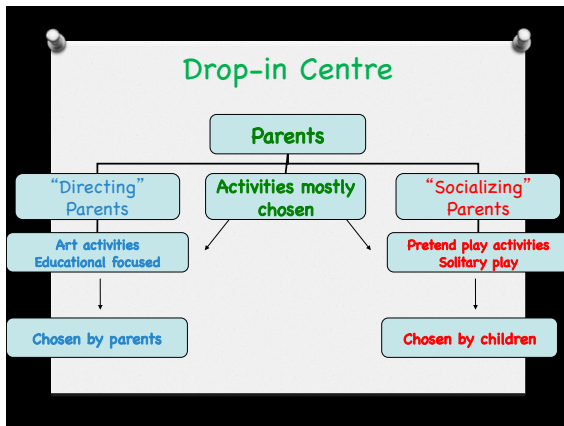 Drop-in Centre
Parents
“Directing”
Parents
Activities mostly
chosen
“Socializing”
Parents
Art activities
Educational focused
Pretend play activities
Solitary play
Chosen by parents
Chosen by children